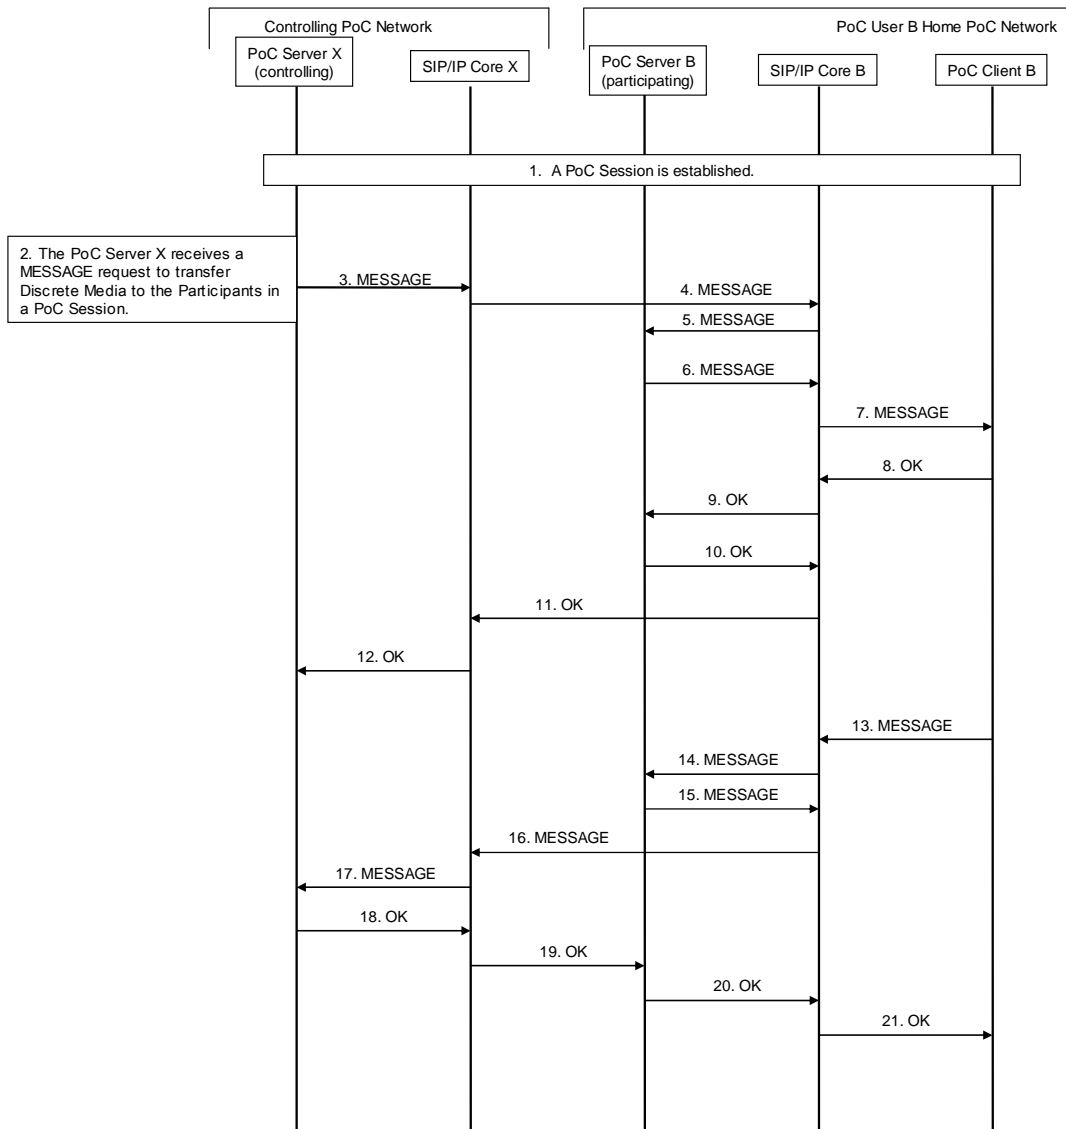 Controlling PoC Network
PoC User B Home PoC Network
PoC Server X
(controlling)
SIP/IP Core X
PoC Server B
(participating)
SIP/IP Core B
PoC Client B
1. A PoC Session is established.
2. The PoC Server X receives a
MESSAGE request to transfer
Discrete Media to the Participants in
a PoC Session.
3. MESSAGE
4. MESSAGE
5. MESSAGE
6. MESSAGE
7. MESSAGE
8. OK
9. OK
10. OK
11. OK
12. OK
13. MESSAGE
14. MESSAGE
15. MESSAGE
16. MESSAGE
17. MESSAGE
18. OK
19. OK
20. OK
21. OK